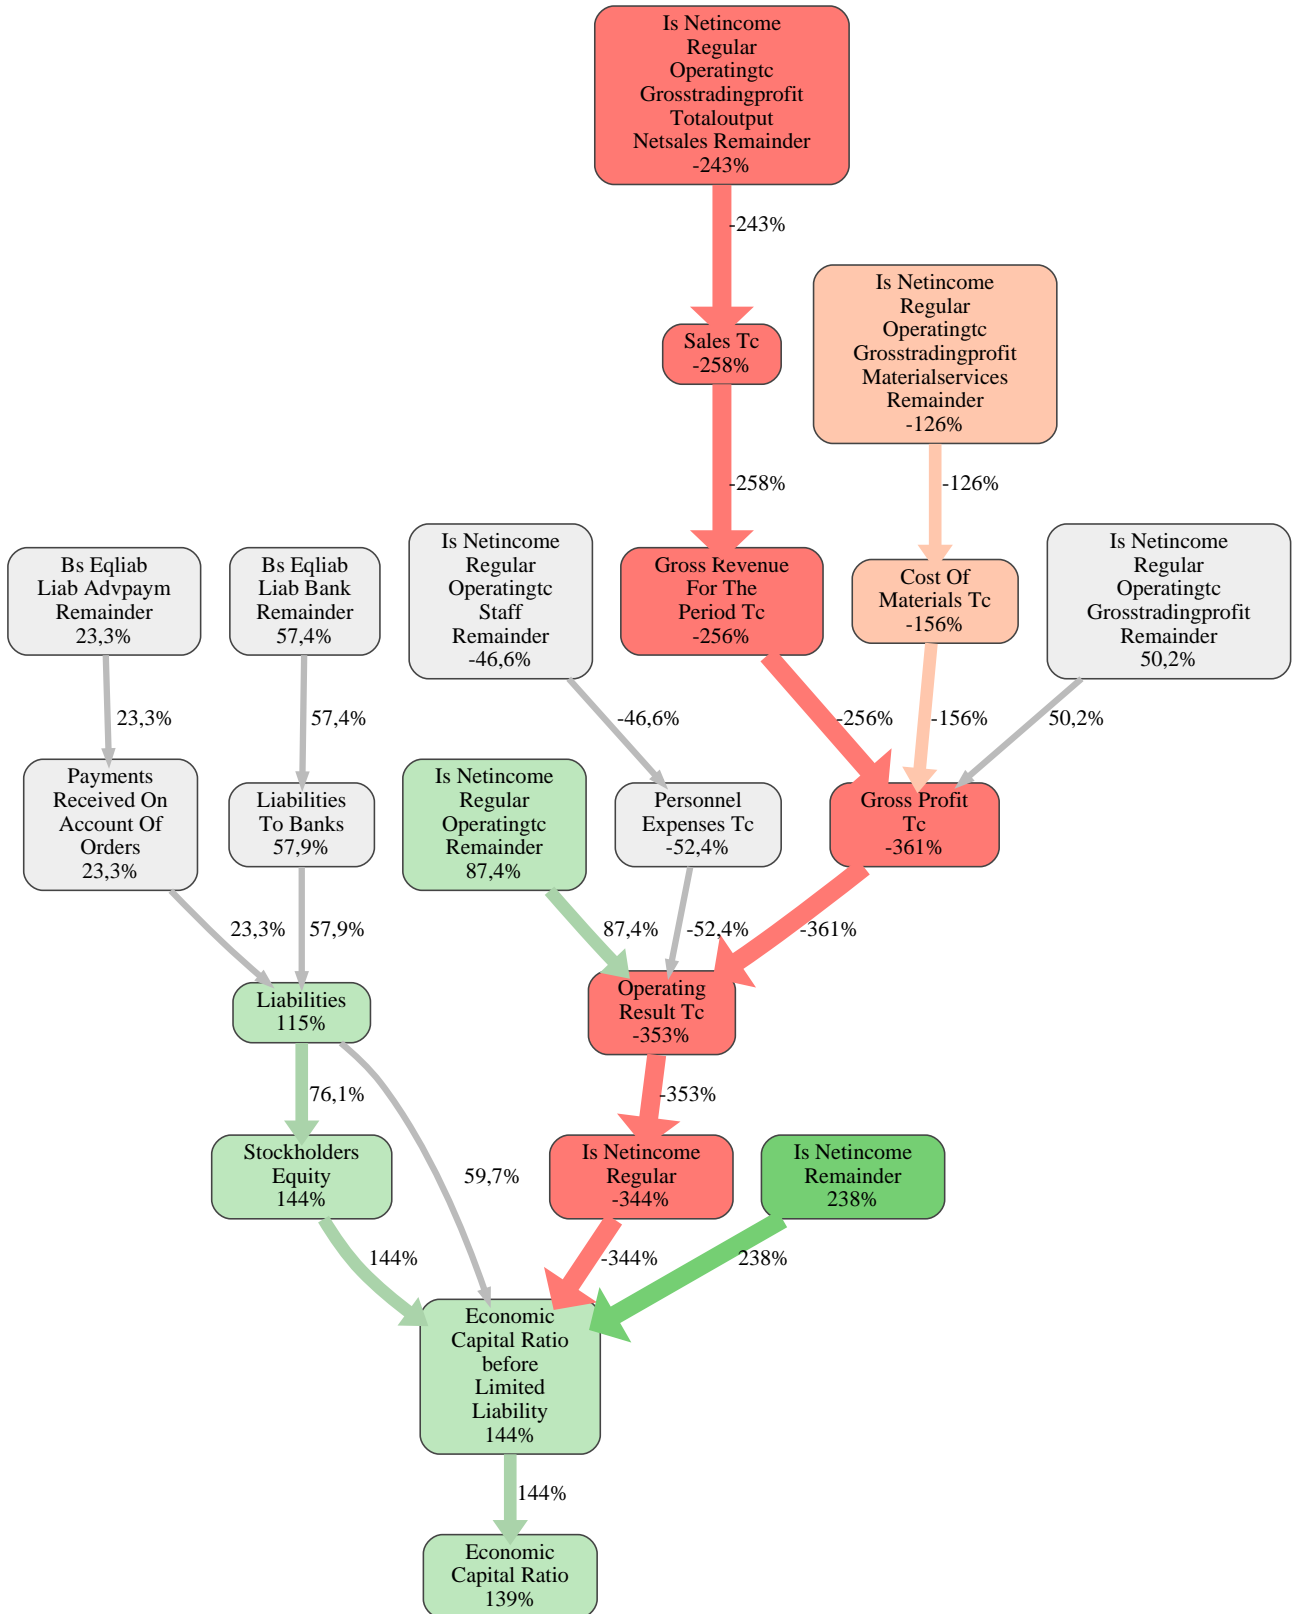 Is Netincome
Regular
Operatingtc
Grosstradingprofit
Totaloutput
Netsales Remainder
-243%
-243%
Sales Tc
-258%
Is Netincome
Regular
Operatingtc
Grosstradingprofit
Materialservices
Remainder
-126%
-258%
-126%
Bs Eqliab
Liab Advpaym
Remainder
23,3%
Bs Eqliab
Liab Bank
Remainder
57,4%
Is Netincome
Regular
Operatingtc
Staff
Remainder
-46,6%
Gross Revenue
For The
Period Tc
-256%
Cost Of
Materials Tc
-156%
Is Netincome
Regular
Operatingtc
Grosstradingprofit
Remainder
50,2%
23,3%
57,4%
-46,6%
-256%
-156%
50,2%
Payments
Received On
Account Of
Orders
23,3%
Liabilities
To Banks
57,9%
Is Netincome
Regular
Operatingtc
Remainder
87,4%
Personnel
Expenses Tc
-52,4%
Gross Profit
Tc
-361%
23,3%
57,9%
87,4%
-52,4%
-361%
Liabilities
115%
Operating
Result Tc
-353%
76,1%
-353%
Stockholders
Equity
144%
59,7%
Is Netincome
Regular
-344%
Is Netincome
Remainder
238%
144%
-344%
238%
Economic
Capital Ratio
before
Limited
Liability
144%
144%
Economic
Capital Ratio
139%